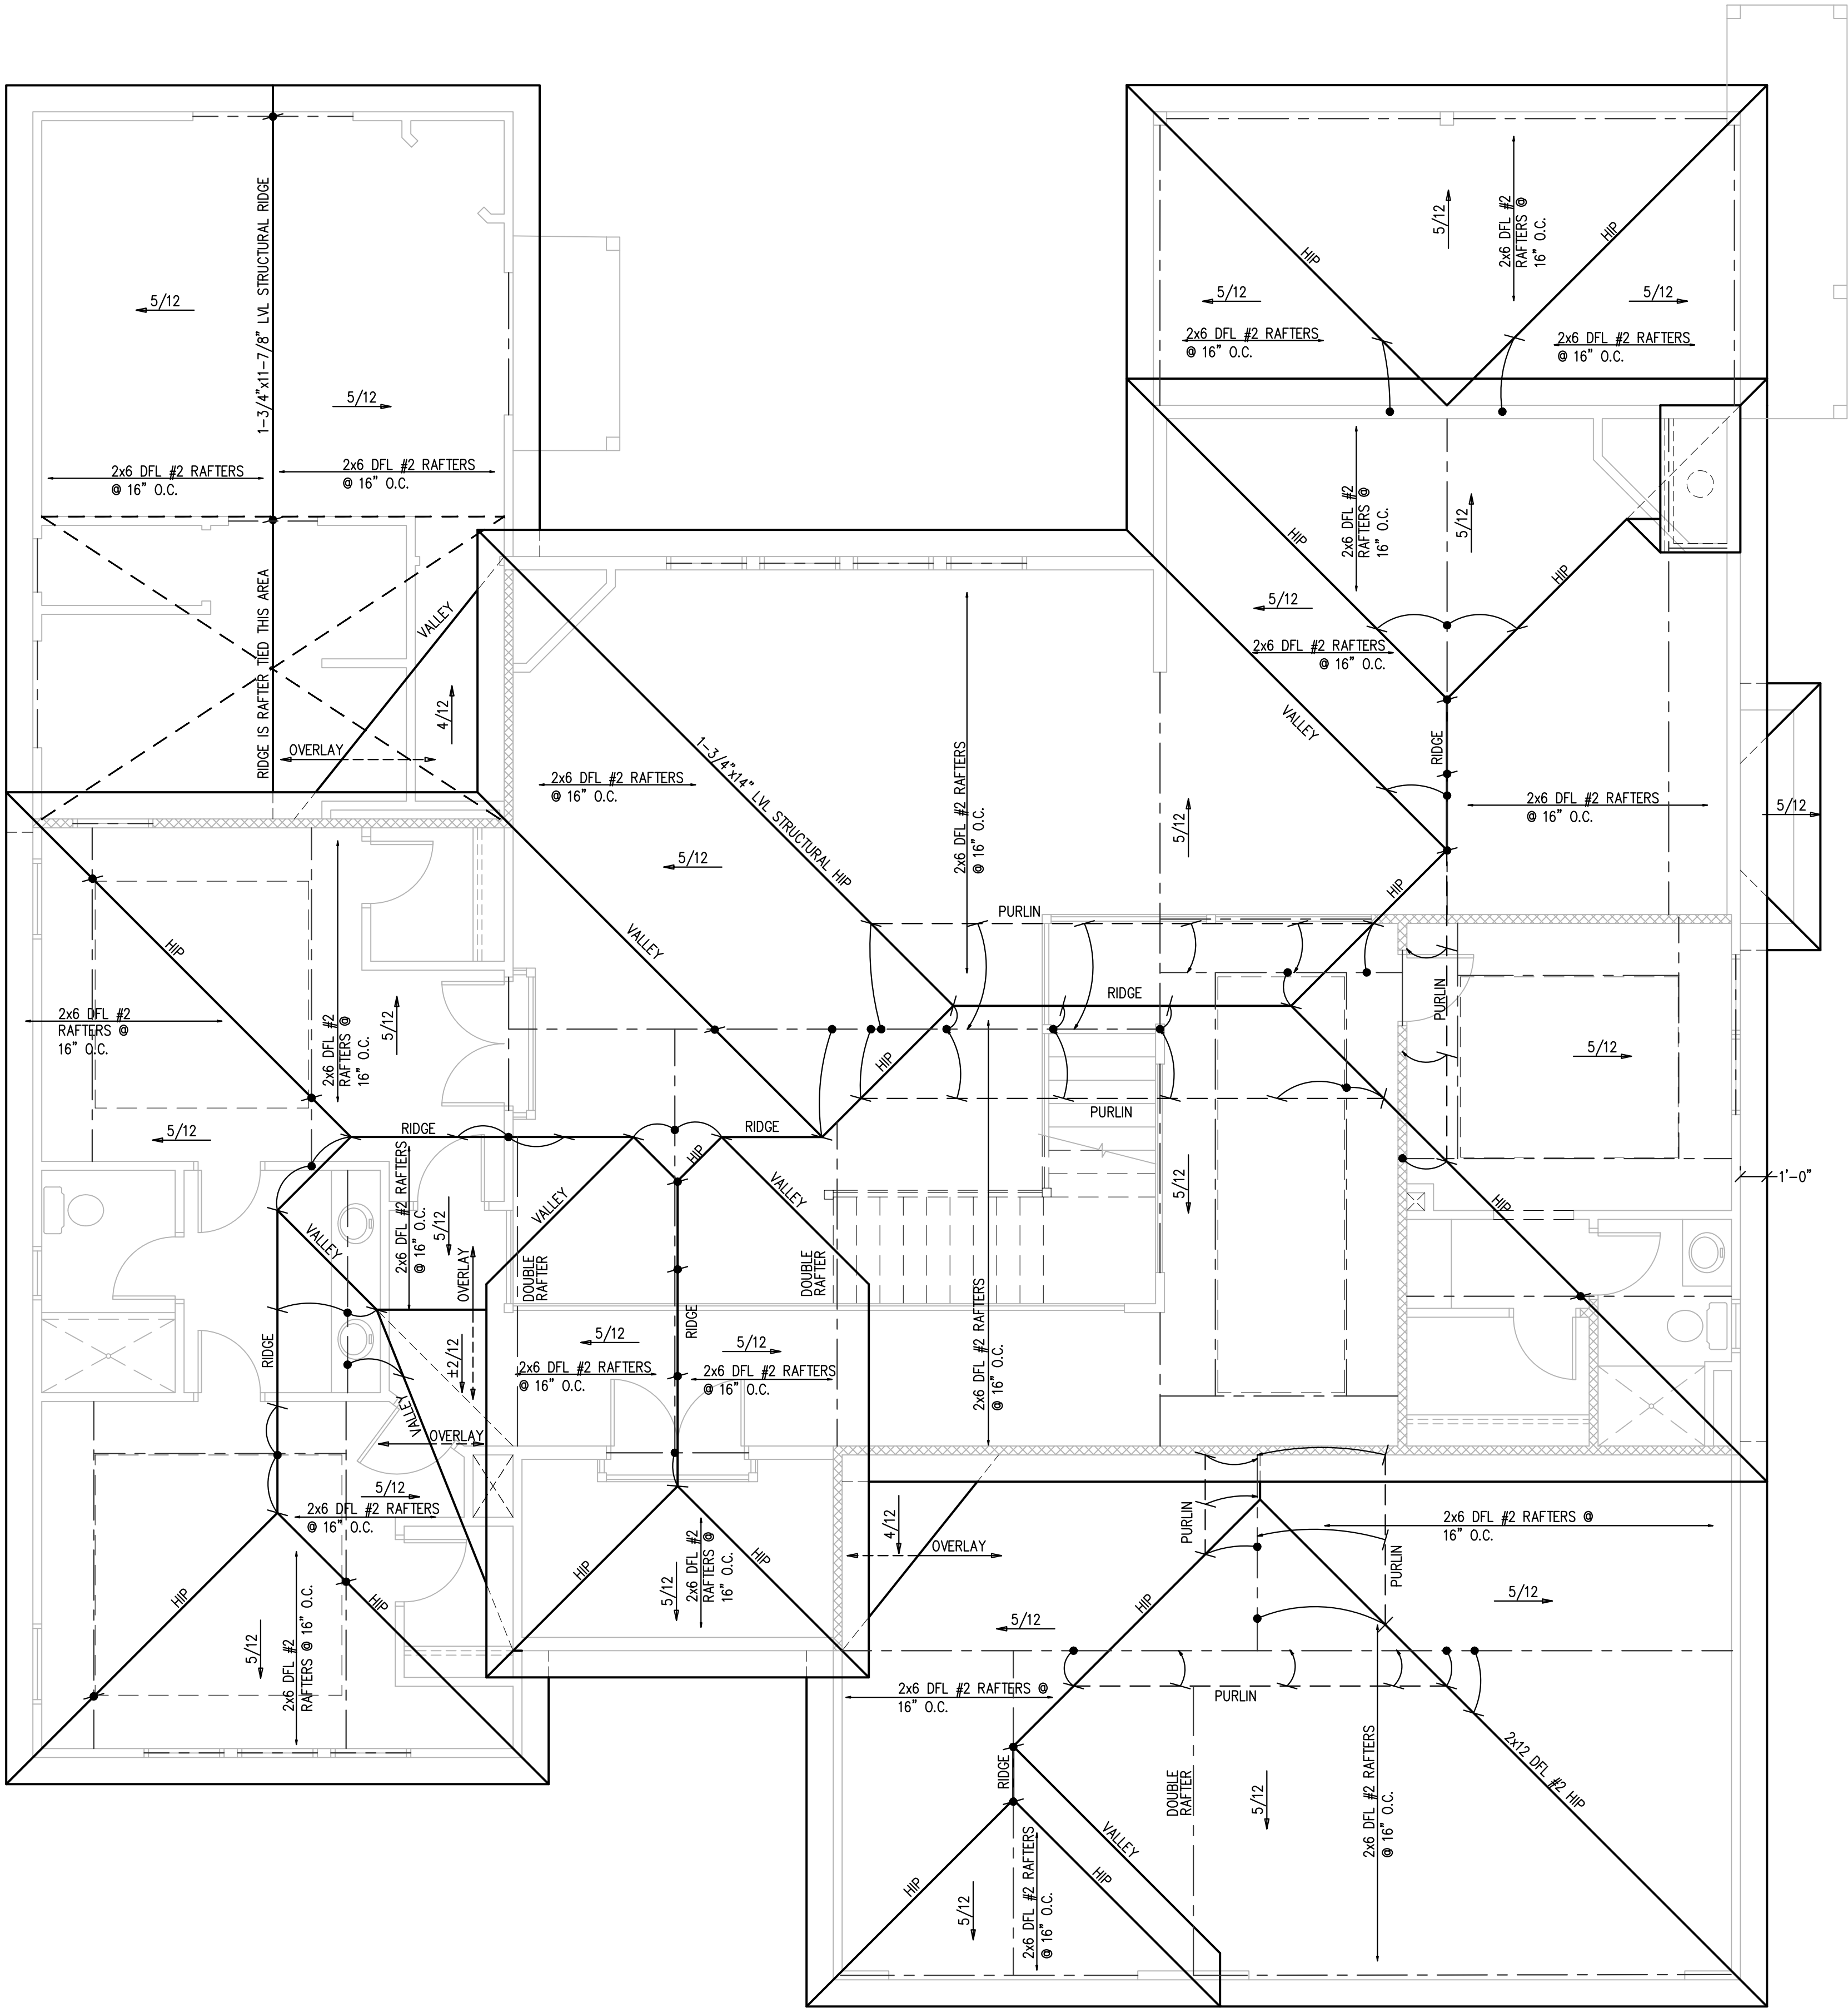 1-3/4"x11-7/8" LVL STRUCTURAL RIDGE
5/12
5/12
2x6 DFL #2 RAFTERS
@ 16" O.C.
2x6 DFL #2 RAFTERS
@ 16" O.C.
RIDGE IS RAFTER TIED THIS AREA
OVERLAY
VALLEY
4/12
HIP
HIP
5/12
2x6 DFL #2
RAFTERS @
16" O.C.
5/12
5/12
2x6 DFL #2 RAFTERS
@ 16" O.C.
2x6 DFL #2 RAFTERS
@ 16" O.C.
2x6 DFL #2
RAFTERS @
16" O.C.
5/12
HIP
HIP
5/12
2x6 DFL #2 RAFTERS
@ 16" O.C.
VALLEY
RIDGE
2x6 DFL #2 RAFTERS
@ 16" O.C.
5/12
2x6 DFL #2 RAFTERS
@ 16" O.C.
1-3/4"x14" LVL STRUCTURAL HIP
2x6 DFL #2 RAFTERS
@ 16" O.C.
5/12
5/12
PURLIN
HIP
RIDGE
PURLIN
5/12
HIP
VALLEY
HIP
2x6 DFL #2
RAFTERS @
16" O.C.
2x6 DFL #2
RAFTERS @
16" O.C.
5/12
5/12
RIDGE
RIDGE
HIP
HIP
PURLIN
5/12
HIP
1'-0"
VALLEY
2x6 DFL #2 RAFTERS
@ 16" O.C.
5/12
OVERLAY
VALLEY
DOUBLE
RAFTER
VALLEY
DOUBLE
RAFTER
RIDGE
RIDGE
±2/12
5/12
5/12
2x6 DFL #2 RAFTERS
@ 16" O.C.
2x6 DFL #2 RAFTERS
@ 16" O.C.
2x6 DFL #2 RAFTERS
@ 16" O.C.
VALLEY
OVERLAY
5/12
2x6 DFL #2 RAFTERS
@ 16" O.C.
HIP
HIP
5/12
2x6 DFL #2
RAFTERS @ 16" O.C.
HIP
HIP
5/12
2x6 DFL #2
RAFTERS @
16" O.C.
4/12
OVERLAY
PURLIN
PURLIN
2x6 DFL #2 RAFTERS @
16" O.C.
5/12
HIP
5/12
2x6 DFL #2 RAFTERS @
16" O.C.
PURLIN
RIDGE
DOUBLE
RAFTER
5/12
2x6 DFL #2 RAFTERS
@ 16" O.C.
2x12 DFL #2 HIP
VALLEY
HIP
HIP
5/12
2x6 DFL #2 RAFTERS
@ 16" O.C.